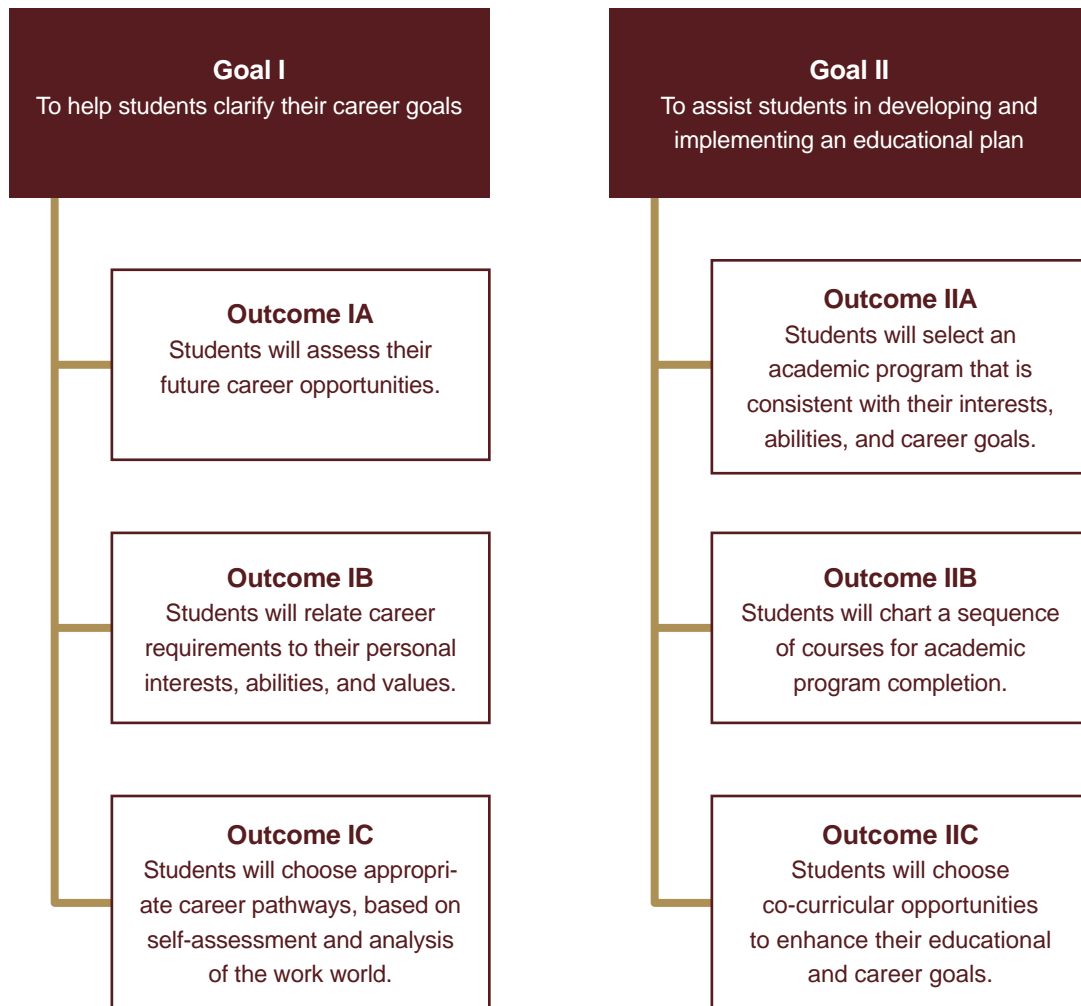 Goal I
To help students clarify their career goals
Outcome IA
Students will assess their
future career opportunities.
Outcome IB
Students will relate career
requirements to their personal
interests, abilities, and values.
Outcome IC
Students will choose appropri-
ate career pathways, based on
self-assessment and analysis
of the work world.
Goal II
To assist students in developing and
implementing an educational plan
Outcome IIA
Students will select an
academic program that is
consistent with their interests,
abilities, and career goals.
Outcome IIB
Students will chart a sequence
of courses for academic
program completion.
Outcome IIC
Students will choose
co-curricular opportunities
to enhance their educational
and career goals.